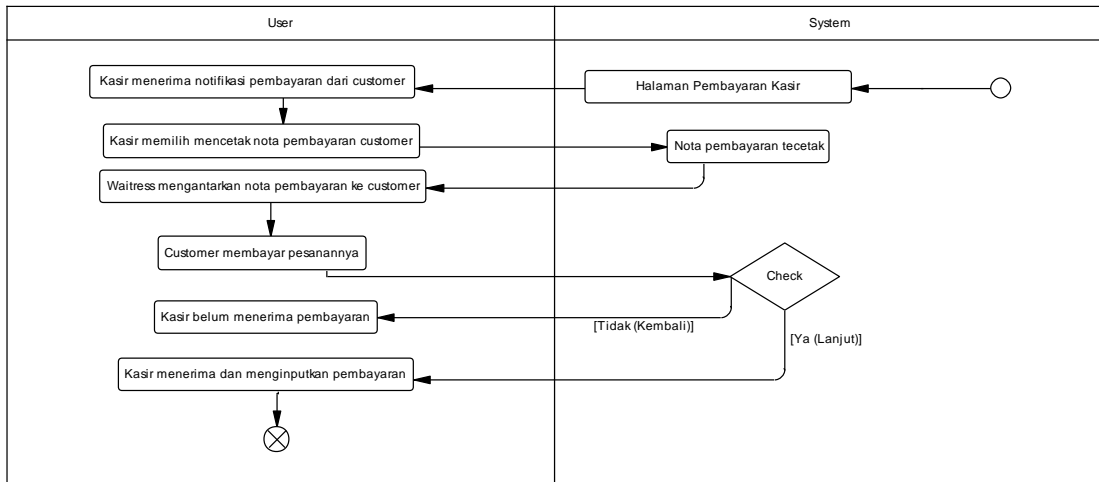 User
System
Kasir menerima notifikasi pembayaran dari customer
Halaman Pembayaran Kasir
Kasir memilih mencetak nota pembayaran customer
Nota pembayaran tecetak
Waitress mengantarkan nota pembayaran ke customer
Customer membayar pesanannya
Check
Kasir belum menerima pembayaran
[Tidak (Kembali)]
[Ya (Lanjut)]
Kasir menerima dan menginputkan pembayaran